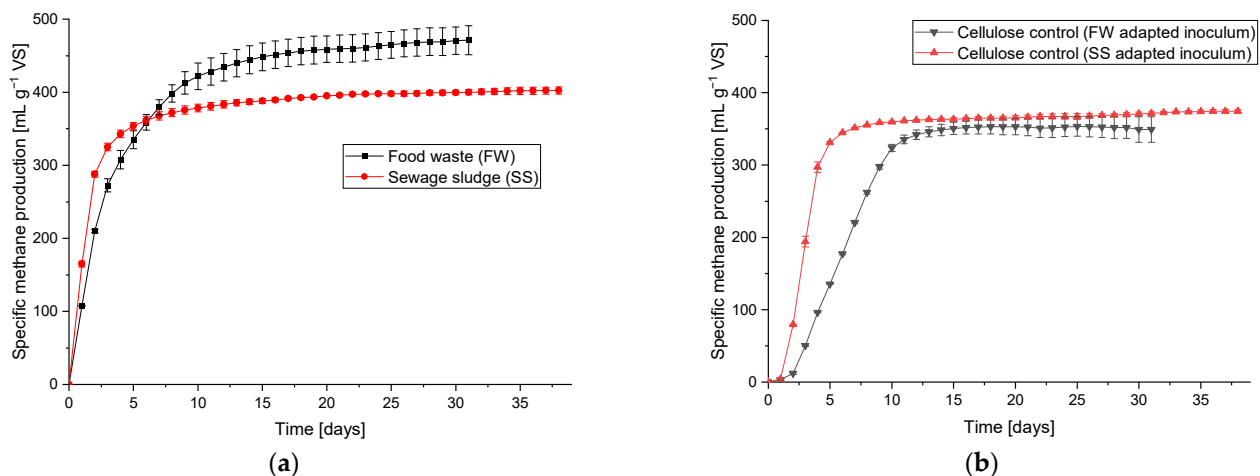 500
400
300
200
100
0
Specific methane production [mL g⁻¹ VS]
Food waste (FW)
Sewage sludge (SS)
0 5 10 15 20 25 30 35
Time [days]
(a)
500
400
300
200
100
0
Specific methane production [mL g⁻¹ VS]
Cellulose control (FW adapted inoculum)
Cellulose control (SS adapted inoculum)
0 5 10 15 20 25 30 35
Time [days]
(b)